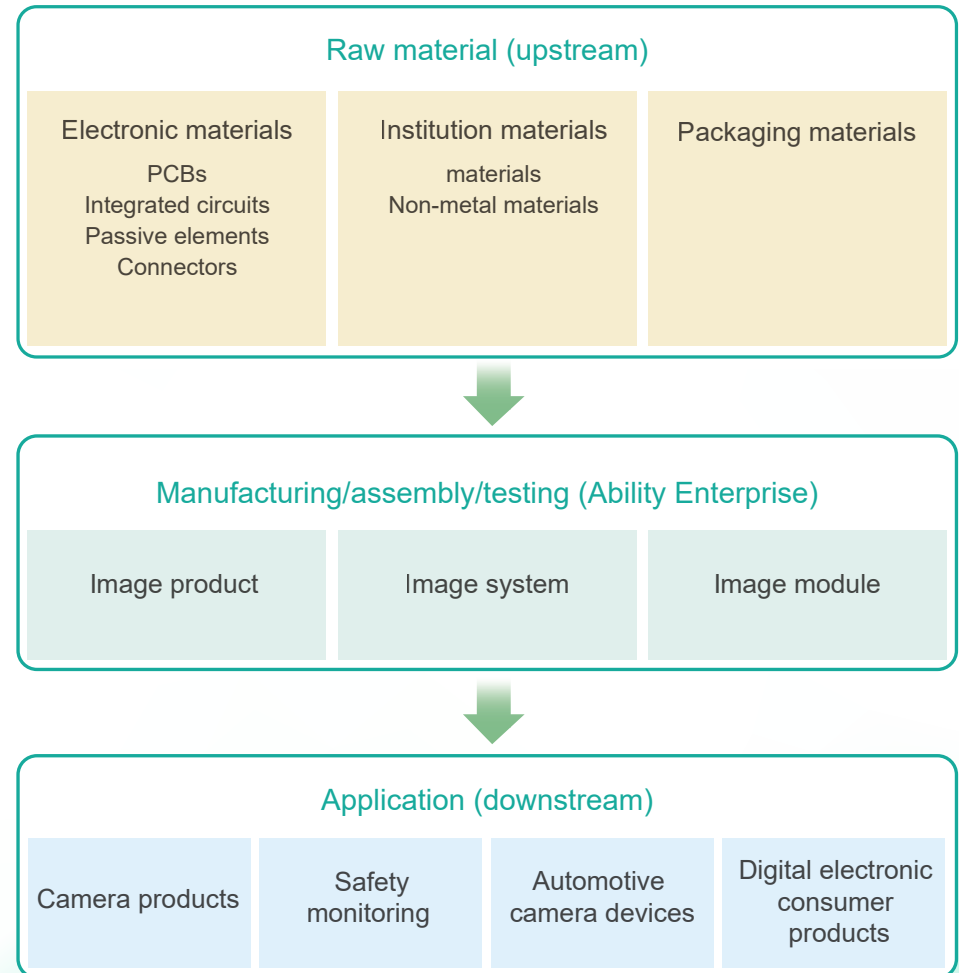 Raw material (upstream)
Electronic materials
PCBs
Integrated circuits
Passive elements
Connectors
Institution materials
materials
Non-metal materials
Packaging materials
Manufacturing/assembly/testing (Ability Enterprise)
Image product
Image system
Image module
Application (downstream)
Camera products
Safety
monitoring
Automotive
camera devices
Digital electronic
consumer
products